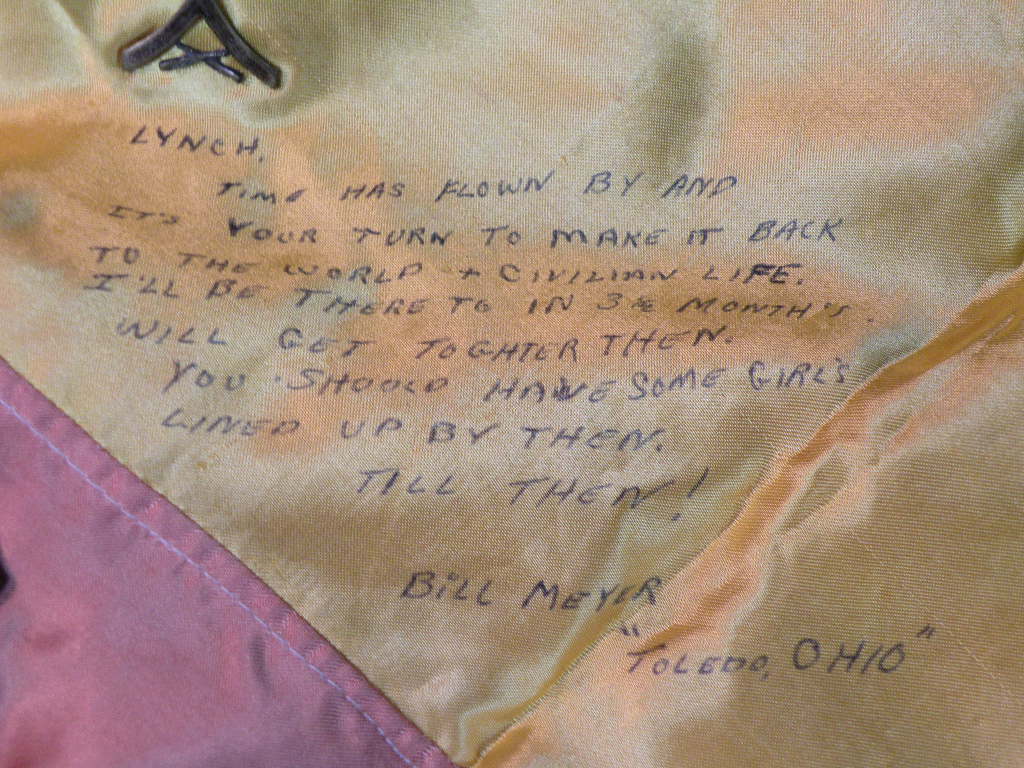 LYNCH,
TIME HAS FLOWN BY AND
IT'S YOUR TURN TO MAKE IT BACK
TO THE WORLD + CIVILIAN LIFE.
I'LL BE THERE TO IN 3½ MONTH'S.
WILL GET TOGHTER THEN.
YOU SHOULD HAVE SOME GIRL'S
LINED UP BY THEN.
TILL THEN!
BILL MEYER
"TOLEDO, OHIO"